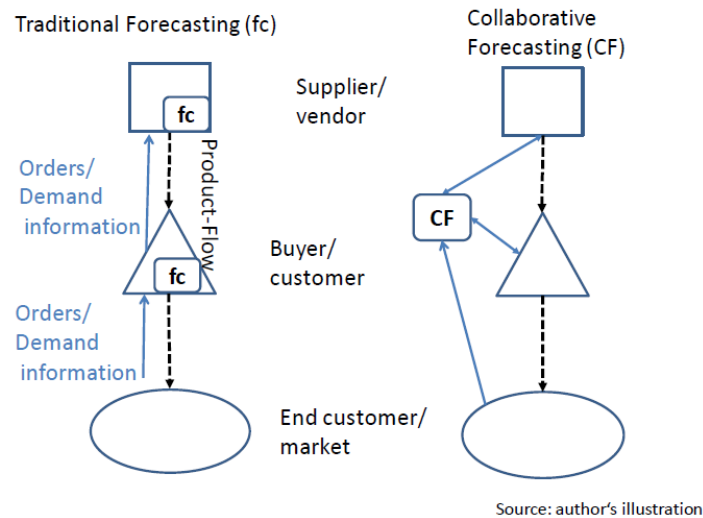 Traditional Forecasting (fc)
Collaborative
Forecasting (CF)
fc
Supplier/
vendor
Orders/
Demand
information
Product-Flow
CF
Buyer/
customer
fc
Orders/
Demand
information
End customer/
market
Source: author's illustration